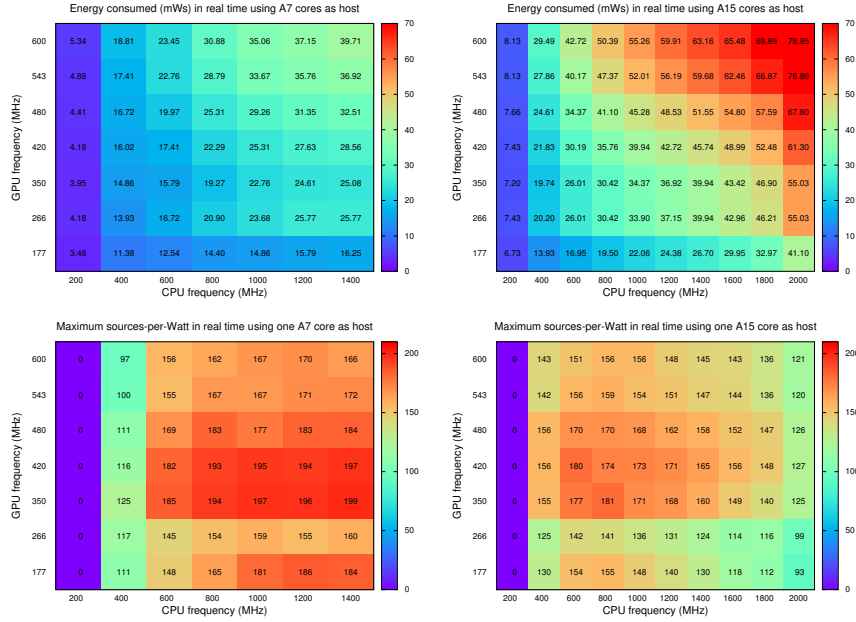 Energy consumed (mWs) in real time using A7 cores as host
600 5.34 18.81 23.45 30.88 35.06 37.15 39.71
543 4.88 17.41 22.76 28.79 33.67 35.76 36.92
480 4.41 16.72 19.97 25.31 29.26 31.35 32.51
420 4.18 16.02 17.41 22.29 25.31 27.63 28.56
350 3.95 14.86 15.79 19.27 22.76 24.61 25.08
266 4.18 13.93 16.72 20.90 23.68 25.77 25.77
177 3.48 11.38 12.54 14.40 14.86 15.79 16.25
200 400 600 800 1000 1200 1400
CPU frequency (MHz)
GPU frequency (MHz)
70
60
50
40
30
20
10
0
Energy consumed (mWs) in real time using A15 cores as host
600 8.13 29.49 42.72 50.39 55.26 59.91 63.16 65.48 69.89 78.95
543 8.13 27.86 40.17 47.37 52.01 56.19 59.68 62.46 66.87 76.86
480 7.66 24.61 34.37 41.10 45.28 48.53 51.55 54.80 57.59 67.80
420 7.43 21.83 30.19 35.76 39.94 42.72 45.74 48.99 52.48 61.30
350 7.20 19.74 26.01 30.42 34.37 36.92 39.94 43.42 46.90 55.03
266 7.43 20.20 26.01 30.42 33.90 37.15 39.94 42.96 46.21 55.03
177 6.73 13.93 16.95 19.50 22.06 24.38 26.70 29.95 32.97 41.10
200 400 600 800 1000 1200 1400 1600 1800 2000
CPU frequency (MHz)
GPU frequency (MHz)
70
60
50
40
30
20
10
0
Maximum sources-per-Watt in real time using one A7 core as host
600 0 97 156 162 167 170 166
543 0 100 155 167 167 171 172
480 0 111 169 183 177 183 184
420 0 116 182 193 195 194 197
350 0 125 185 194 197 196 199
266 0 117 145 154 159 155 160
177 0 111 148 165 181 186 184
200 400 600 800 1000 1200 1400
CPU frequency (MHz)
GPU frequency (MHz)
200
150
100
50
0
Maximum sources-per-Watt in real time using one A15 core as host
600 0 143 151 156 156 148 145 143 136 121
543 0 142 156 159 154 151 147 144 136 120
480 0 156 170 170 168 162 158 152 147 126
420 0 156 180 174 173 171 165 156 148 127
350 0 155 177 181 171 168 160 149 140 125
266 0 125 142 141 136 131 124 114 116 99
177 0 130 154 155 148 140 130 118 112 93
200 400 600 800 1000 1200 1400 1600 1800 2000
CPU frequency (MHz)
GPU frequency (MHz)
200
150
100
50
0